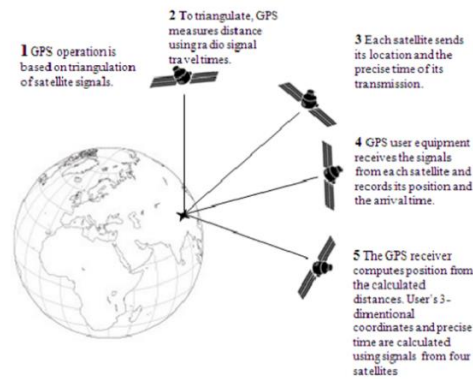 1 GPS operation is
based on triangulation
of satellite signals.
2 To triangulate, GPS
measures distance
using radio signal
travel times.
3 Each satellite sends
its location and the
precise time of its
transmission.
4 GPS user equipment
receives the signals
from each satellite and
records its position and
the arrival time.
5 The GPS receiver
computes position from
the calculated
distances. User's 3-
dimentional
coordinates and precise
time are calculated
using signals from four
satellites